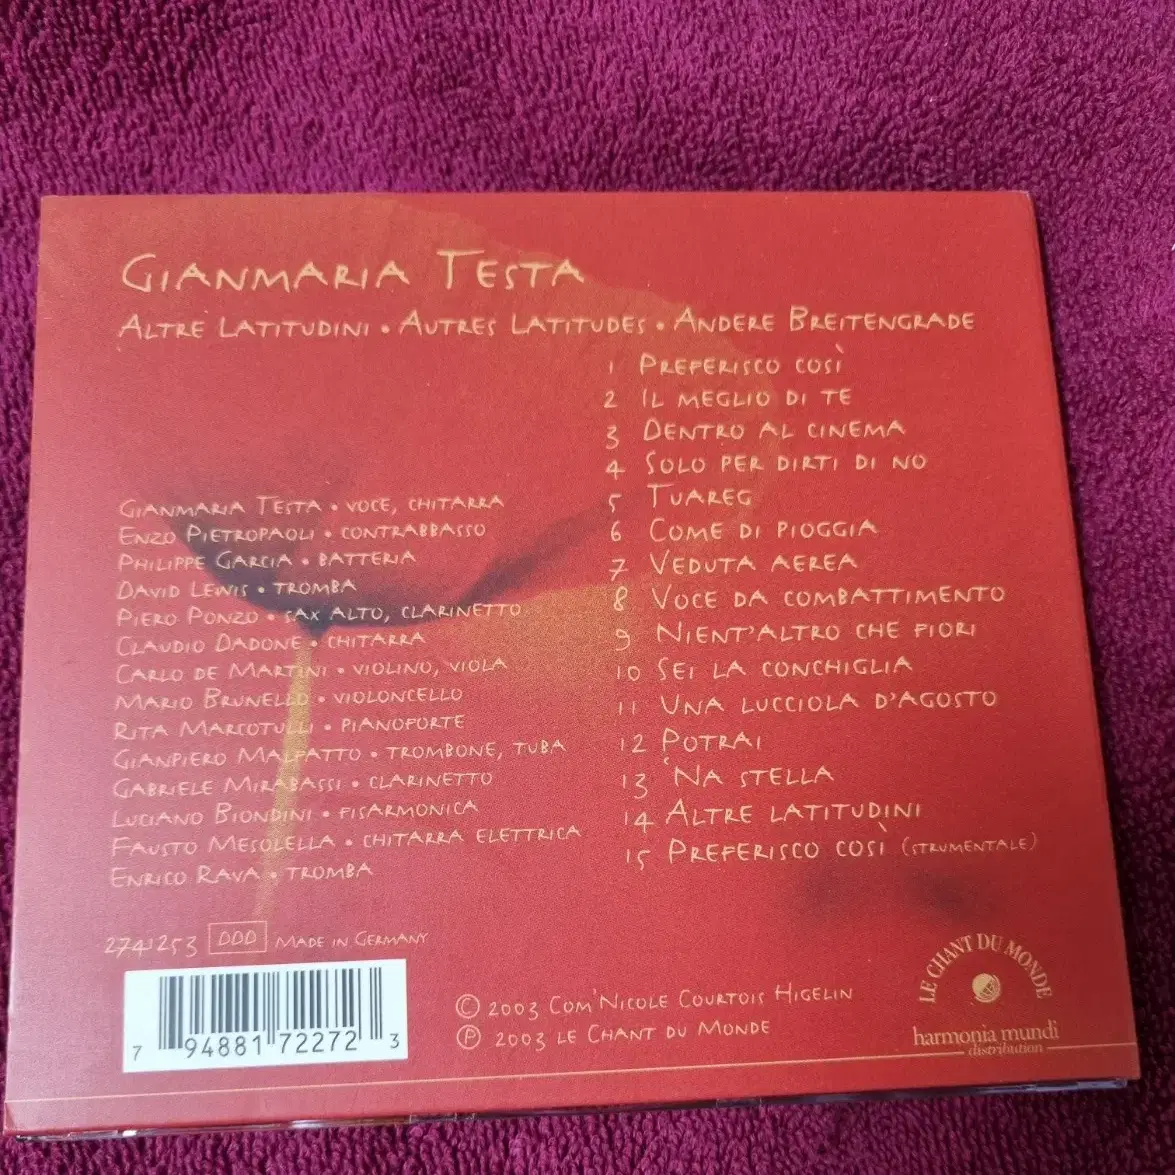 GIANMARIA TESTA
ALTRE LATITUDINI • AUTRES LATITUDES • ANDERE BREITENGRADE
1 PREFERISCO COSÌ
2 IL MEGLIO DI TE
3 DENTRO AL CINEMA
4 SOLO PER DIRTI DI NO
5 TUAREG
6 COME DI PIOGGIA
7 VEDUTA AEREA
8 VOCE DA COMBATTIMENTO
9 NIENT'ALTRO CHE FIORI
10 SEI LA CONCHIGLIA
11 UNA LUCCIOLA D'AGOSTO
12 POTRAI
13 'NA STELLA
14 ALTRE LATITUDINI
15 PREFERISCO COSÌ (STRUMENTALE)
GIANMARIA TESTA • VOCE, CHITARRA
ENZO PIETROPAOLI • CONTRABBASSO
PHILIPPE GARCIA • BATTERIA
DAVID LEWIS • TROMBA
PIERO PONZO • SAX ALTO, CLARINETTO
CLAUDIO DADONE • CHITARRA
CARLO DE MARTINI • VIOLINO, VIOLA
MARIO BRUNELLO • VIOLONCELLO
RITA MARCOTULLI • PIANOFORTE
GIANPIERO MALFATTO • TROMBONE, TUBA
GABRIELE MIRABASSI • CLARINETTO
LUCIANO BIONDINI • FISARMONICA
FAUSTO MESOLELLA • CHITARRA ELETTRICA
ENRICO RAVA • TROMBA
2741253 DDD MADE IN GERMANY
7 94881 72272 3
© 2003 COM'NICOLE COURTOIS HIGELIN
℗ 2003 LE CHANT DU MONDE
LE CHANT DU MONDE
harmonia mundi
distribution